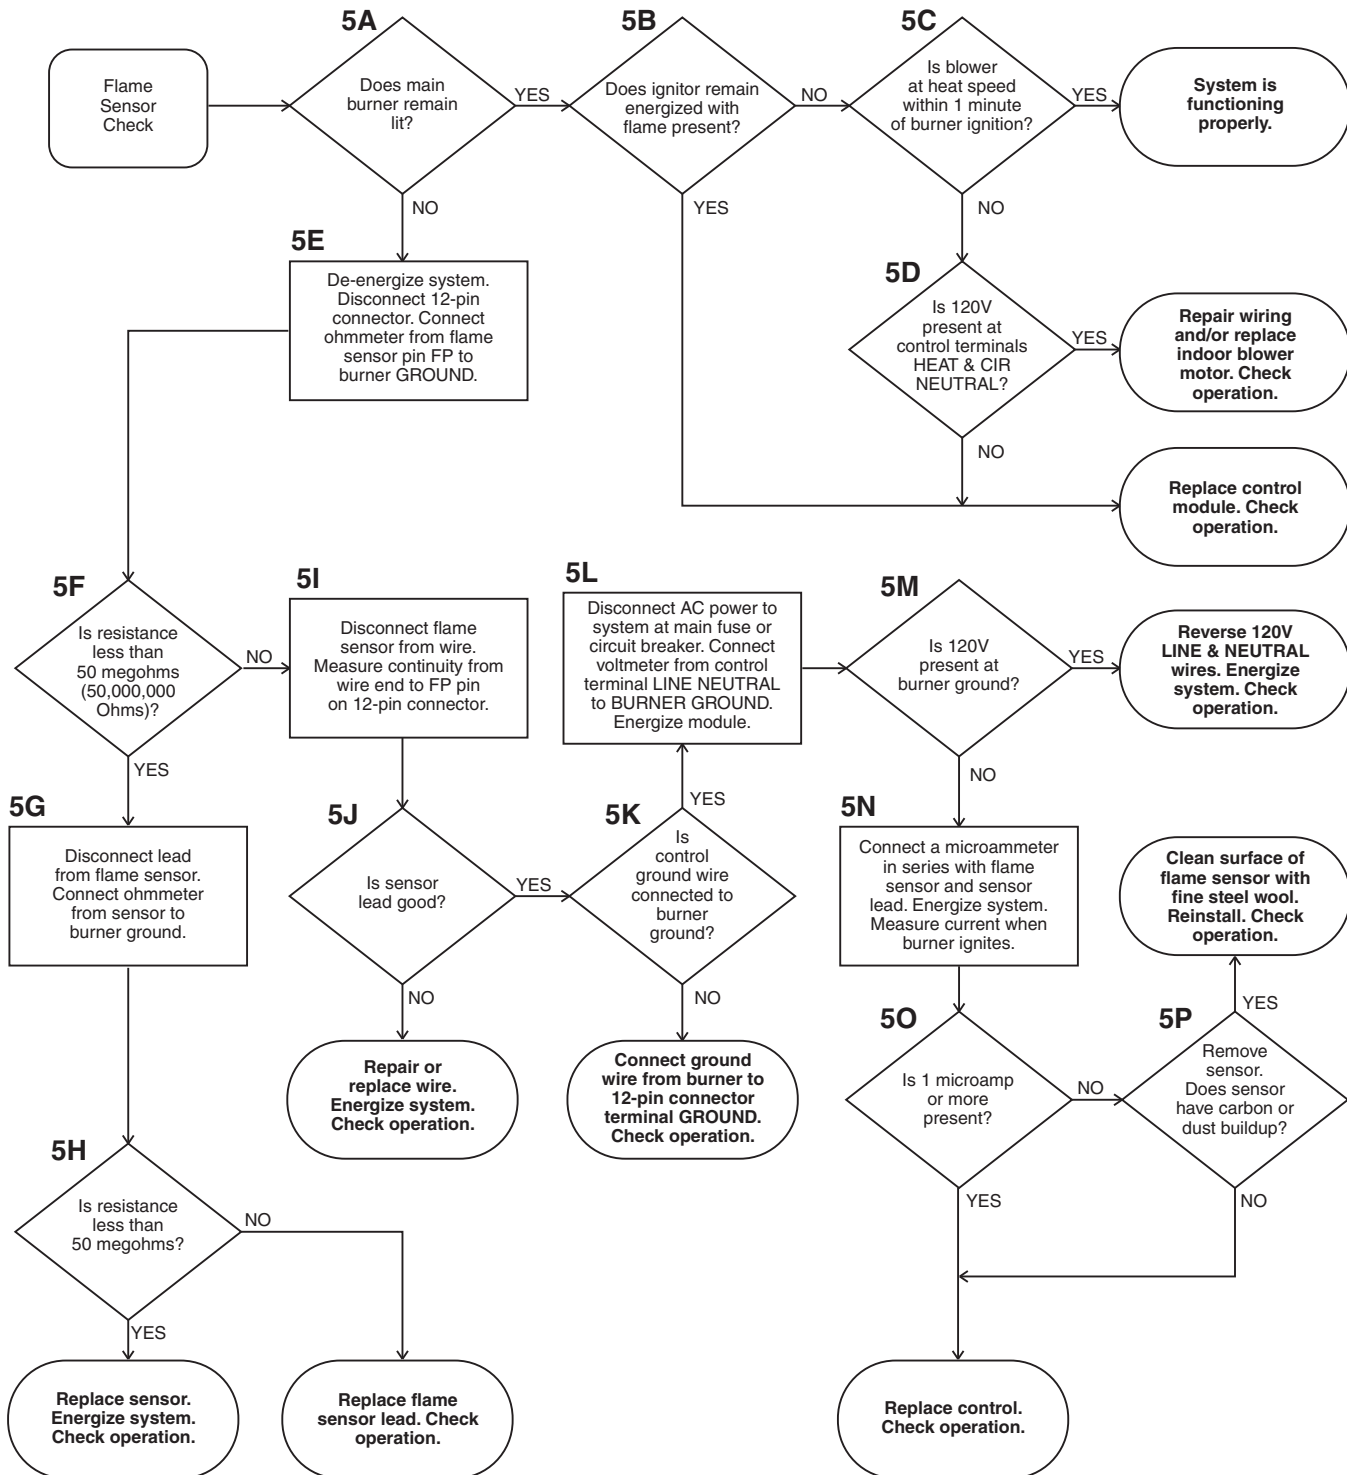 Flame
Sensor
Check
5A
Does main
burner remain
lit?
YES
NO
5B
Does ignitor remain
energized with
flame present?
NO
YES
5C
Is blower
at heat speed
within 1 minute
of burner ignition?
YES
NO
System is
functioning
properly.
5D
Is 120V
present at
control terminals
HEAT & CIR
NEUTRAL?
YES
NO
Repair wiring
and/or replace
indoor blower
motor. Check
operation.
Replace control
module. Check
operation.
5E
De-energize system.
Disconnect 12-pin
connector. Connect
ohmmeter from flame
sensor pin FP to
burner GROUND.
5F
Is resistance
less than
50 megohms
(50,000,000
Ohms)?
NO
YES
5I
Disconnect flame
sensor from wire.
Measure continuity from
wire end to FP pin
on 12-pin connector.
5L
Disconnect AC power to
system at main fuse or
circuit breaker. Connect
voltmeter from control
terminal LINE NEUTRAL
to BURNER GROUND.
Energize module.
5M
Is 120V
present at
burner ground?
YES
NO
Reverse 120V
LINE & NEUTRAL
wires. Energize
system. Check
operation.
5G
Disconnect lead
from flame sensor.
Connect ohmmeter
from sensor to
burner ground.
5J
Is sensor
lead good?
YES
NO
5K
Is
control
ground wire
connected to
burner
ground?
YES
NO
5N
Connect a microammeter
in series with flame
sensor and sensor
lead. Energize system.
Measure current when
burner ignites.
Clean surface of
flame sensor with
fine steel wool.
Reinstall. Check
operation.
Repair or
replace wire.
Energize system.
Check operation.
Connect ground
wire from burner to
12-pin connector
terminal GROUND.
Check operation.
5O
Is 1 microamp
or more
present?
NO
YES
5P
Remove
sensor.
Does sensor
have carbon or
dust buildup?
YES
NO
5H
Is resistance
less than
50 megohms?
NO
YES
Replace sensor.
Energize system.
Check operation.
Replace flame
sensor lead. Check
operation.
Replace control.
Check operation.